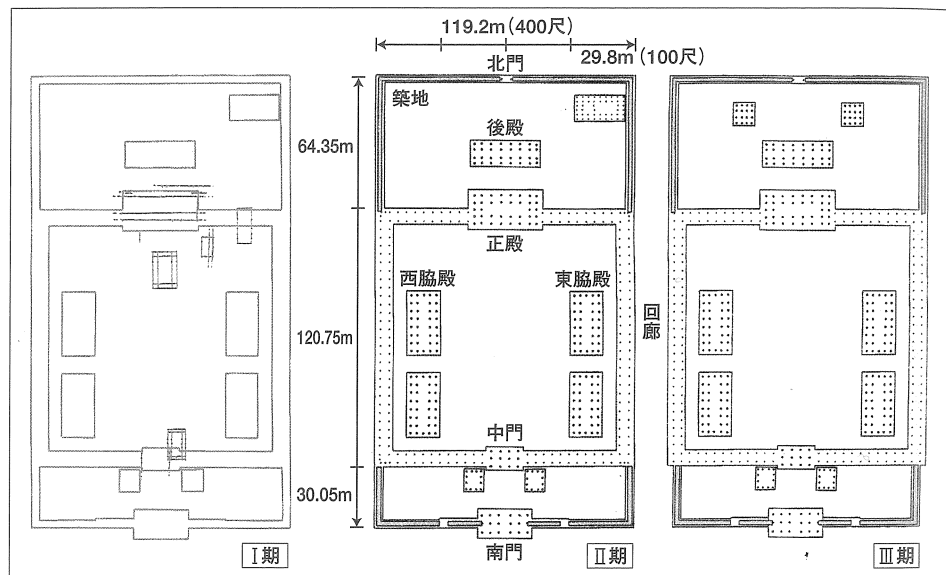 119.2m(400尺)
29.8m(100尺)
北門
築地
後殿
64.35m
正殿
西脇殿
東脇殿
回廊
120.75m
中門
30.05m
南門
Ⅰ期
Ⅱ期
Ⅲ期